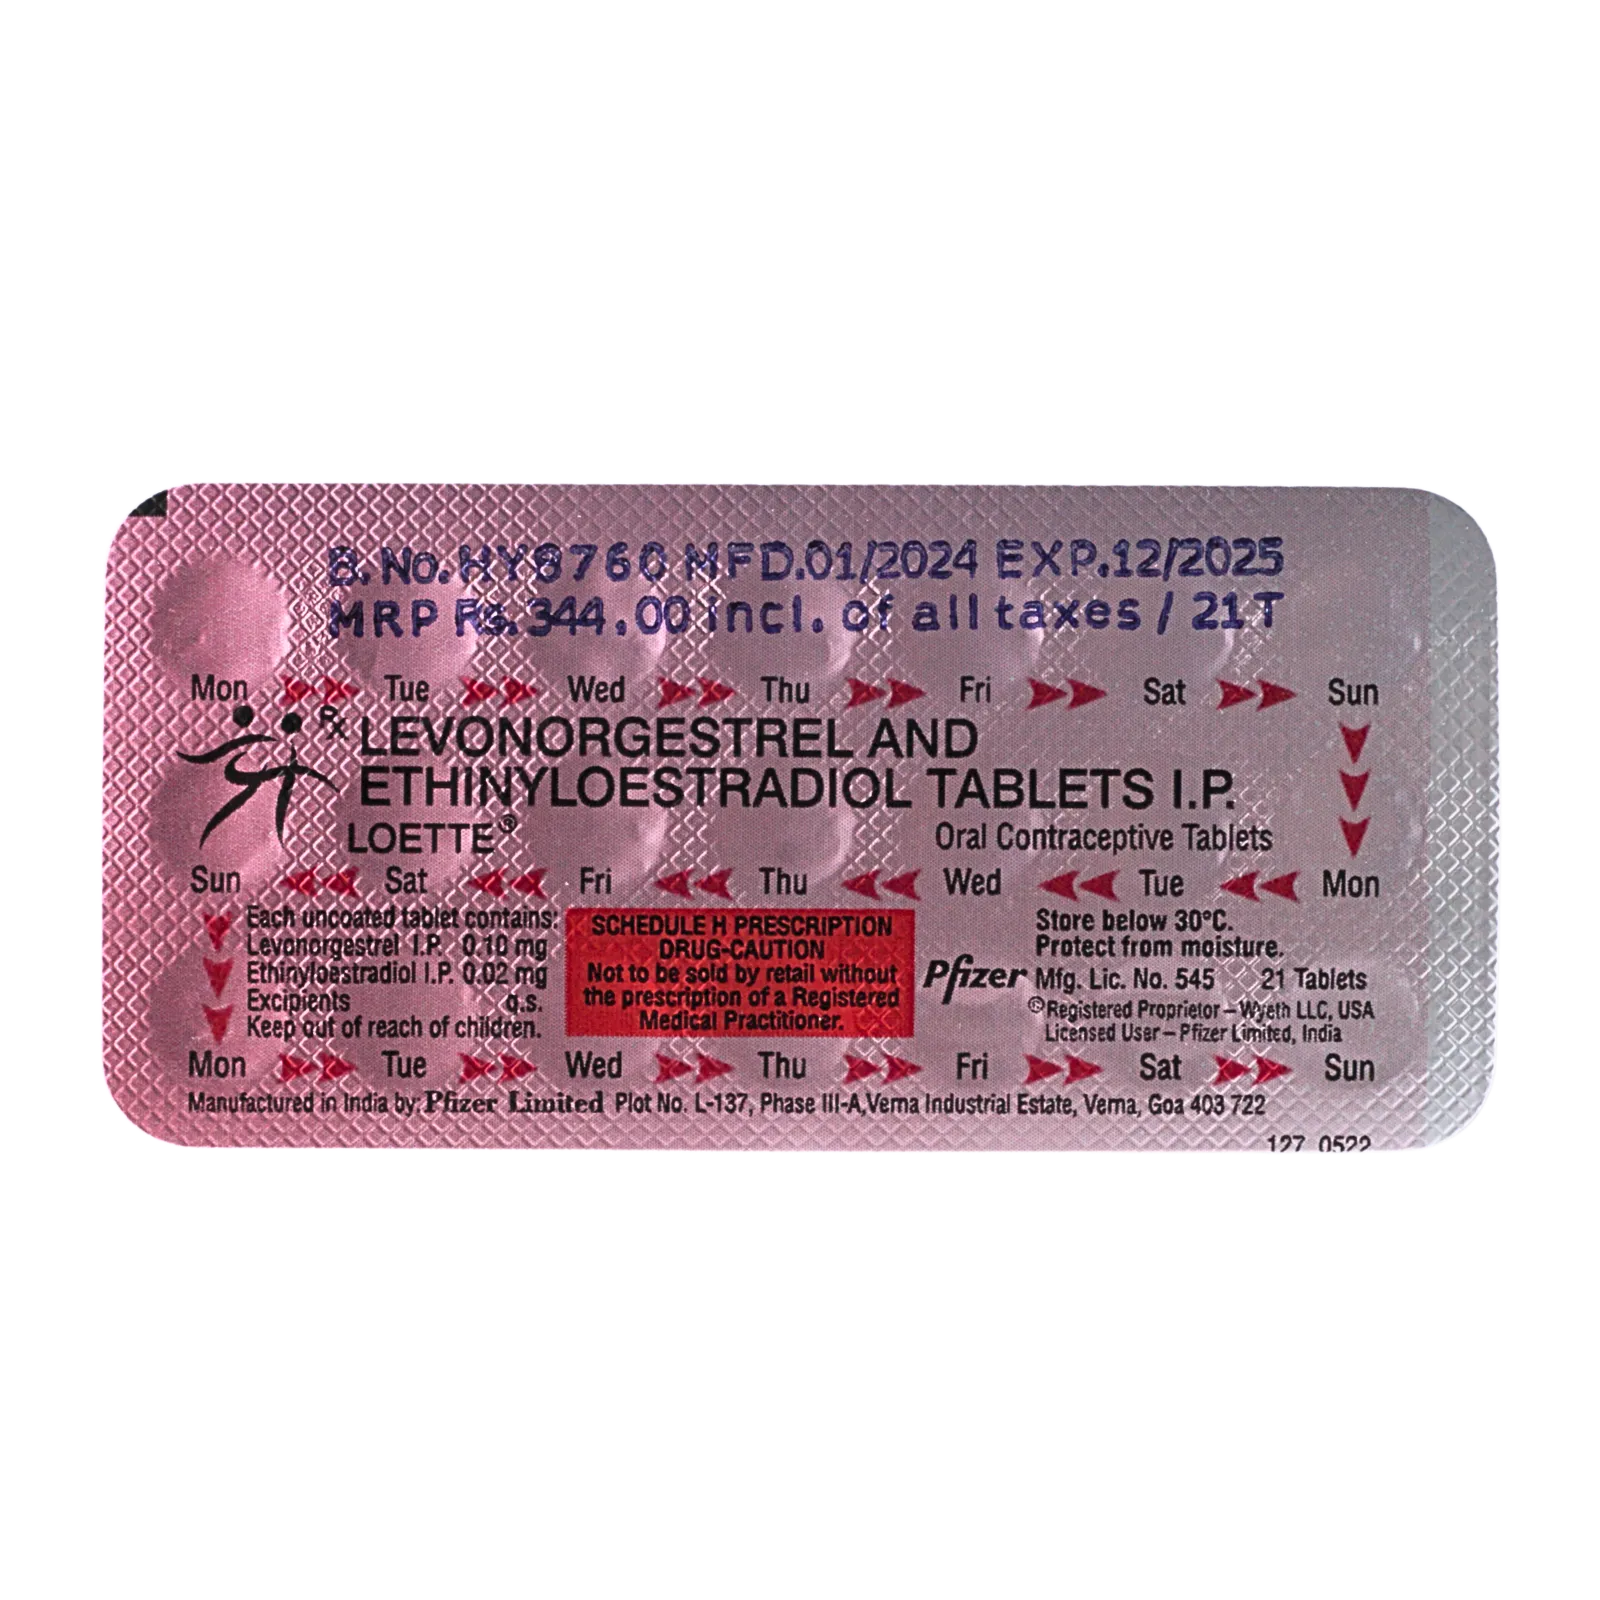 B. No. HY8760 MFD.01/2024 EXP.12/2025
MRP Rs. 344.00 incl. of all taxes / 21 T
Mon Tue Wed Thu Fri Sat Sun
Rx LEVONORGESTREL AND
ETHINYLOESTRADIOL TABLETS I.P.
LOETTE®
Oral Contraceptive Tablets
Sun Sat Fri Thu Wed Tue Mon
Each uncoated tablet contains:
Levonorgestrel I.P. 0.10 mg
Ethinyloestradiol I.P. 0.02 mg
Excipients q.s.
Keep out of reach of children.
SCHEDULE H PRESCRIPTION
DRUG-CAUTION
Not to be sold by retail without
the prescription of a Registered
Medical Practitioner.
Store below 30°C.
Protect from moisture.
Pfizer Mfg. Lic. No. 545 21 Tablets
®Registered Proprietor – Wyeth LLC, USA
Licensed User – Pfizer Limited, India
Mon Tue Wed Thu Fri Sat Sun
Manufactured in India by: Pfizer Limited Plot No. L-137, Phase III-A, Verna Industrial Estate, Verna, Goa 403 722
127 0522